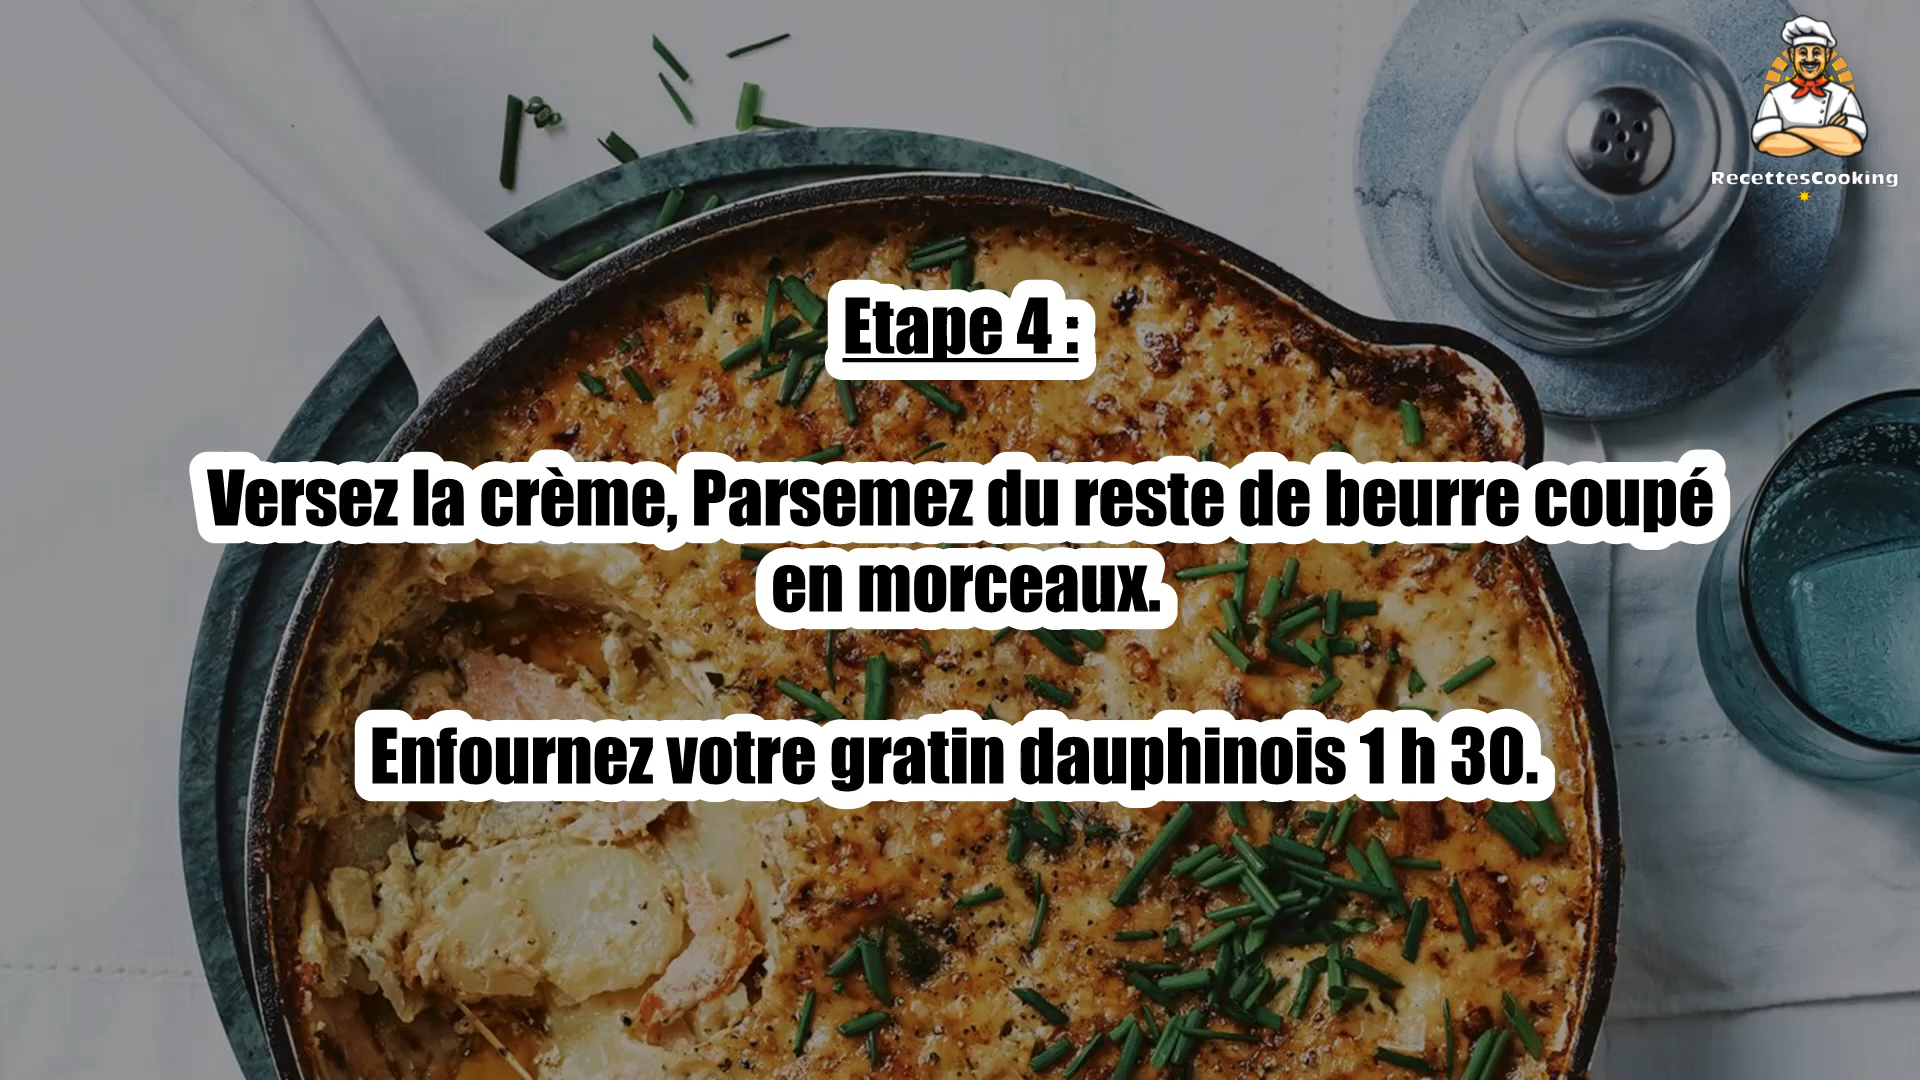 RecettesCooking
Etape 4 :
Versez la crème, Parsemez du reste de beurre coupé
en morceaux.
Enfournez votre gratin dauphinois 1 h 30.